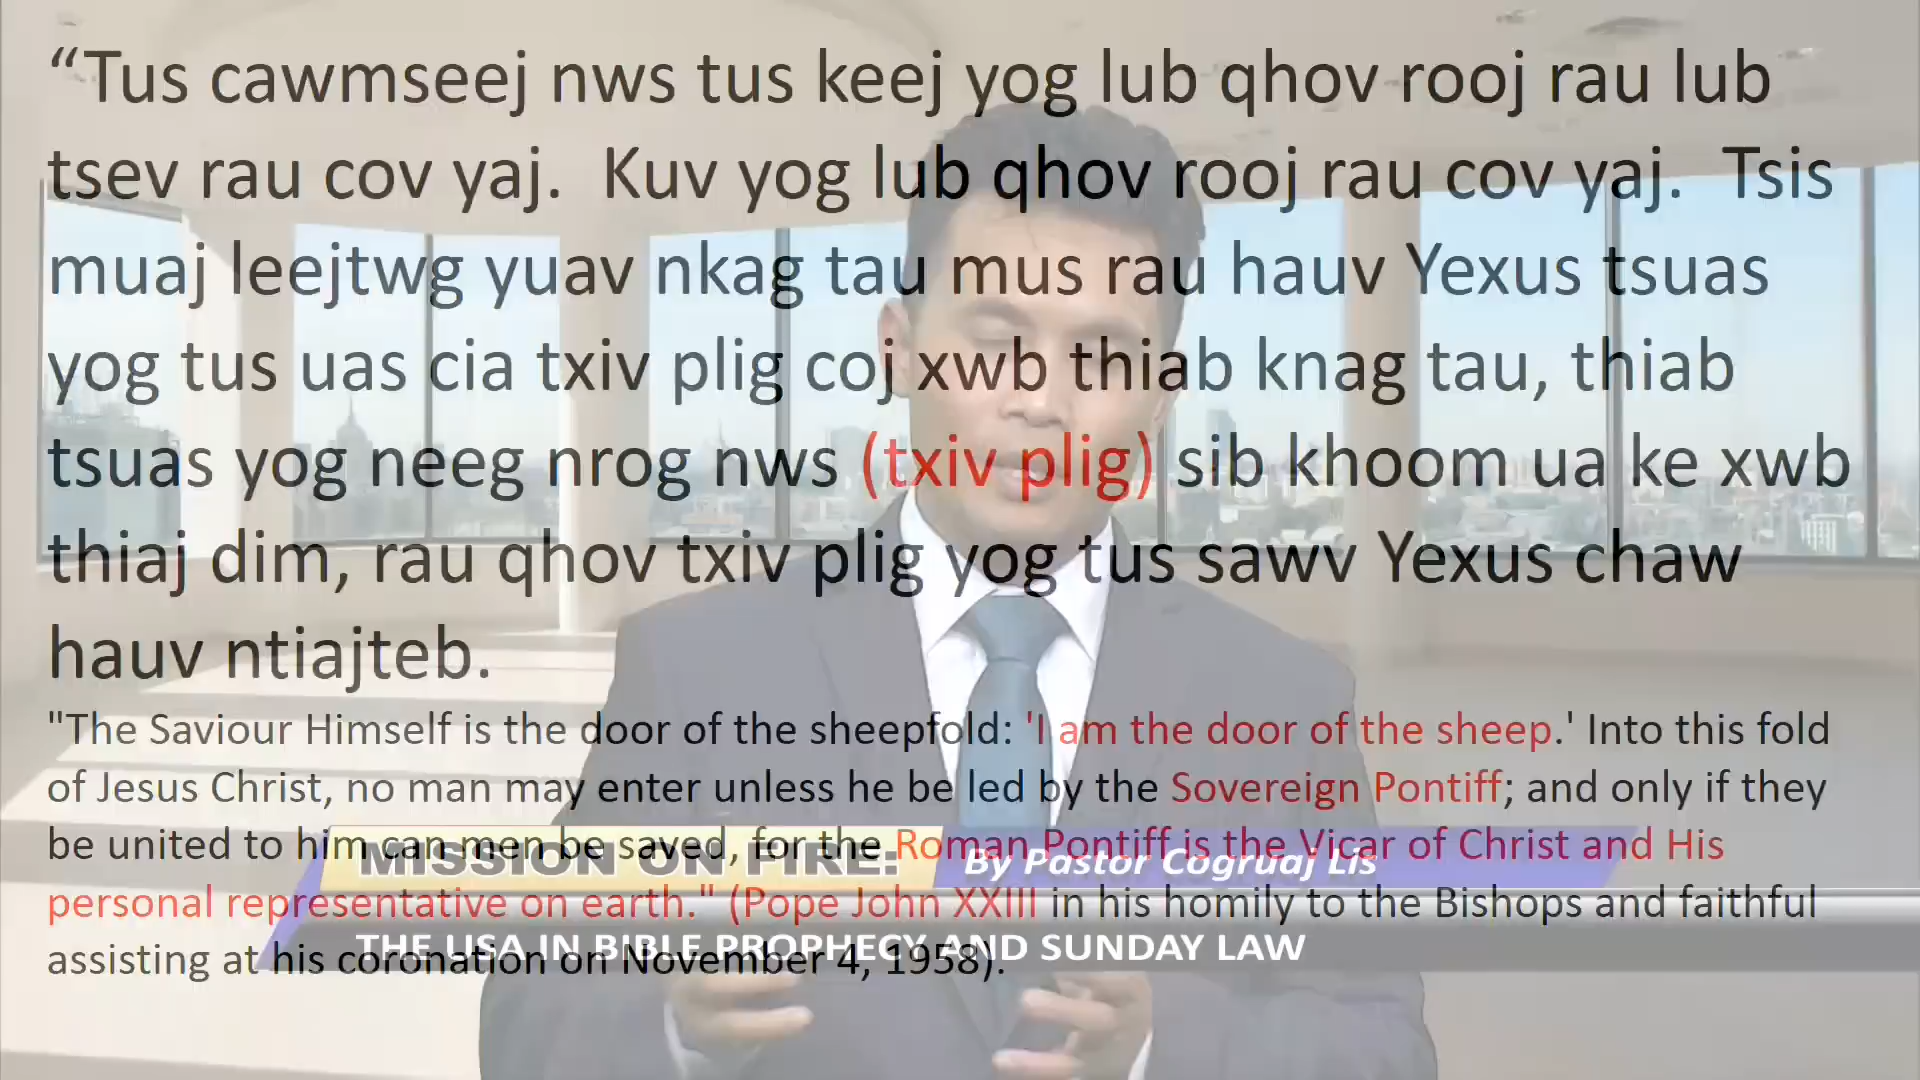 “Tus cawmseej nws tus keej yog lub qhov rooj rau lub
tsev rau cov yaj.  Kuv yog lub qhov rooj rau cov yaj.  Tsis
muaj leejtwg yuav nkag tau mus rau hauv Yexus tsuas
yog tus uas cia txiv plig coj xwb thiab knag tau, thiab
tsuas yog neeg nrog nws (txiv plig) sib khoom ua ke xwb
thiaj dim, rau qhov txiv plig yog tus sawv Yexus chaw
hauv ntiajteb.
"The Saviour Himself is the door of the sheepfold: 'I am the door of the sheep.' Into this fold
of Jesus Christ, no man may enter unless he be led by the Sovereign Pontiff; and only if they
be united to him can men be saved, for the Roman Pontiff is the Vicar of Christ and His
personal representative on earth." (Pope John XXIII in his homily to the Bishops and faithful
assisting at his coronation on November 4, 1958).
MISSION ON FIRE: By Pastor Cogruaj Lis
THE USA IN BIBLE PROPHECY AND SUNDAY LAW